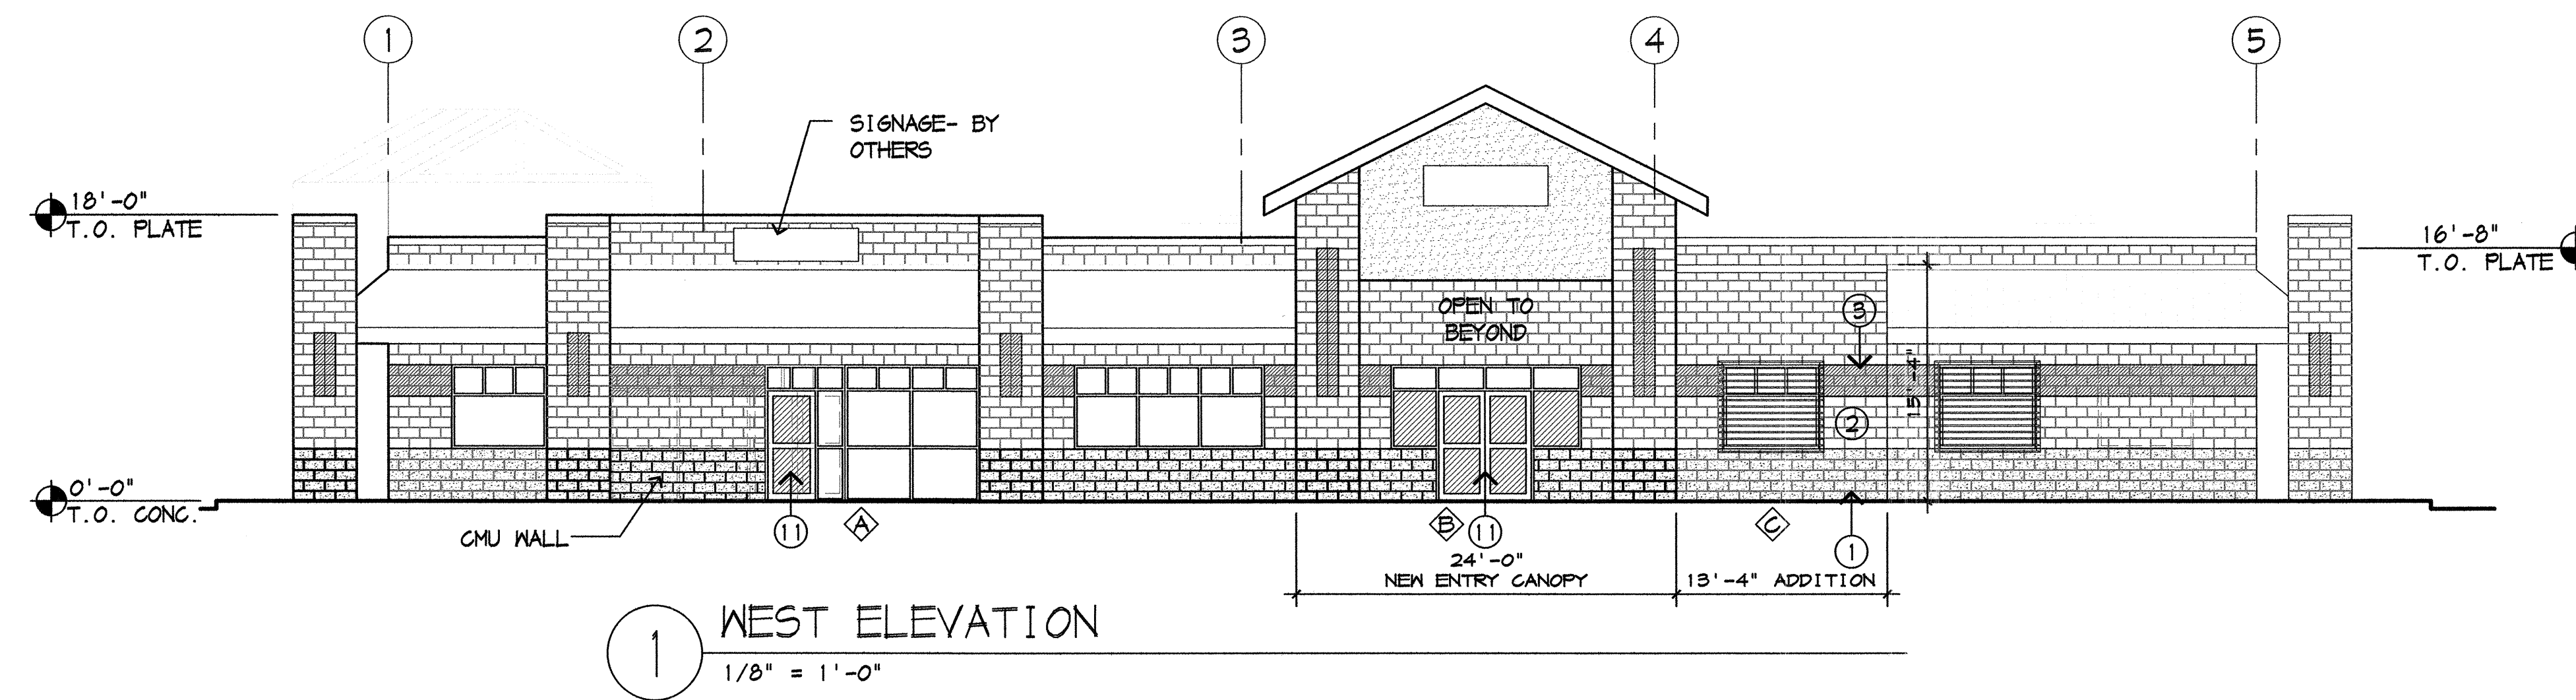 1
2
3
4
5
SIGNAGE- BY
OTHERS
18'-0"
T.O. PLATE
16'-8"
T.O. PLATE
OPEN TO
BEYOND
3
15'-4"
2
0'-0"
T.O. CONC.
CMU WALL
11
A
B
11
C
1
24'-0"
NEW ENTRY CANOPY
13'-4" ADDITION
1
WEST ELEVATION
1/8" = 1'-0"